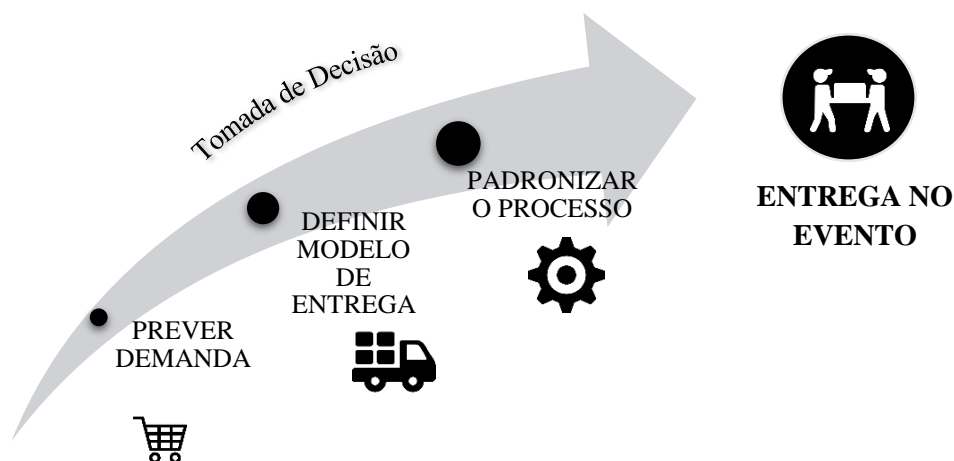 Tomada de Decisão
PREVER
DEMANDA
DEFINIR
MODELO
DE
ENTREGA
PADRONIZAR
O PROCESSO
ENTREGA NO
EVENTO